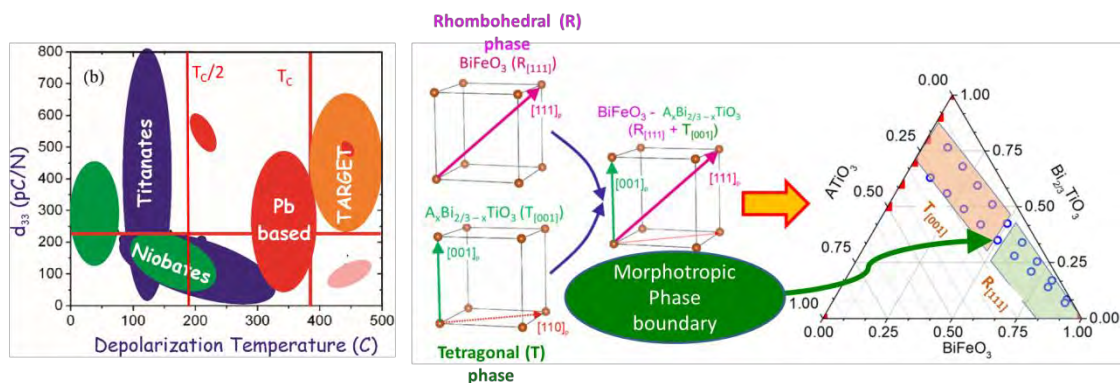 800
700
600
500
400
300
200
100
0
d₃₃ (pC/N)
(b)
T_C/2
T_C
Titanates
Niobates
Pb
based
TARGET
0 100 200 300 400 500
Depolarization Temperature (C)
Rhombohedral (R)
phase
BiFeO₃ (R[111])
[111]ₚ
AₓBi₂/₃₋ₓTiO₃ (T[001])
[001]ₚ
[110]ₚ
Tetragonal (T)
phase
BiFeO₃ - AₓBi₂/₃₋ₓTiO₃
(R[111] + T[001])
[001]ₚ
[111]ₚ
Morphotropic
Phase
boundary
0.00
1.00
0.25
0.75
0.50
0.50
0.75
0.25
1.00
0.00
ATiO₃
Bi₂/₃TiO₃
T[001]
R[111]
0.00 0.25 0.50 0.75 1.00
BiFeO₃